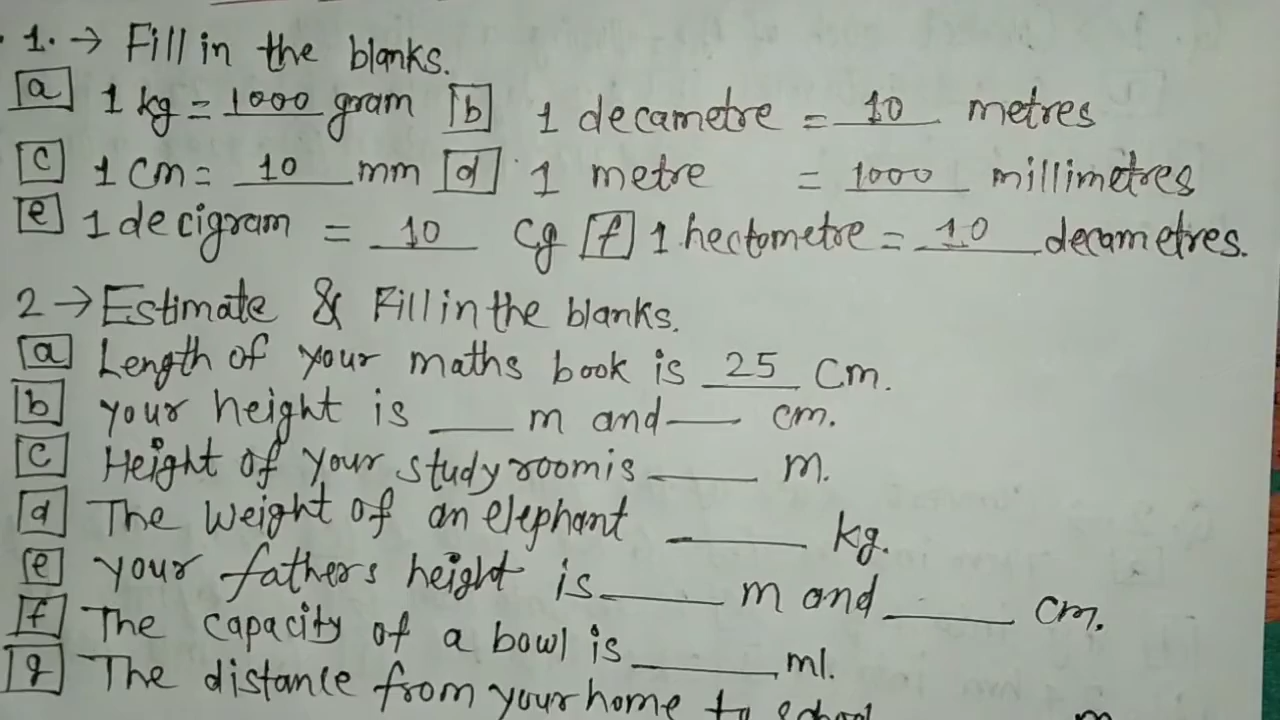 1. → Fill in the blanks.
[a] 1 kg = 1000 gram [b] 1 decametre = 10 metres
[c] 1 cm = 10 mm [d] 1 metre = 1000 millimetres
[e] 1 decigram = 10 cg [f] 1 hectometre = 10 decametres.
2 → Estimate & Fill in the blanks.
[a] Length of your maths book is 25 cm.
[b] your height is ___ m and ___ cm.
[c] Height of your study room is ___ m.
[d] The weight of an elephant ___ kg.
[e] your fathers height is ___ m and ___ cm.
[f] The capacity of a bowl is ___ ml.
[g] The distance from your home to school m